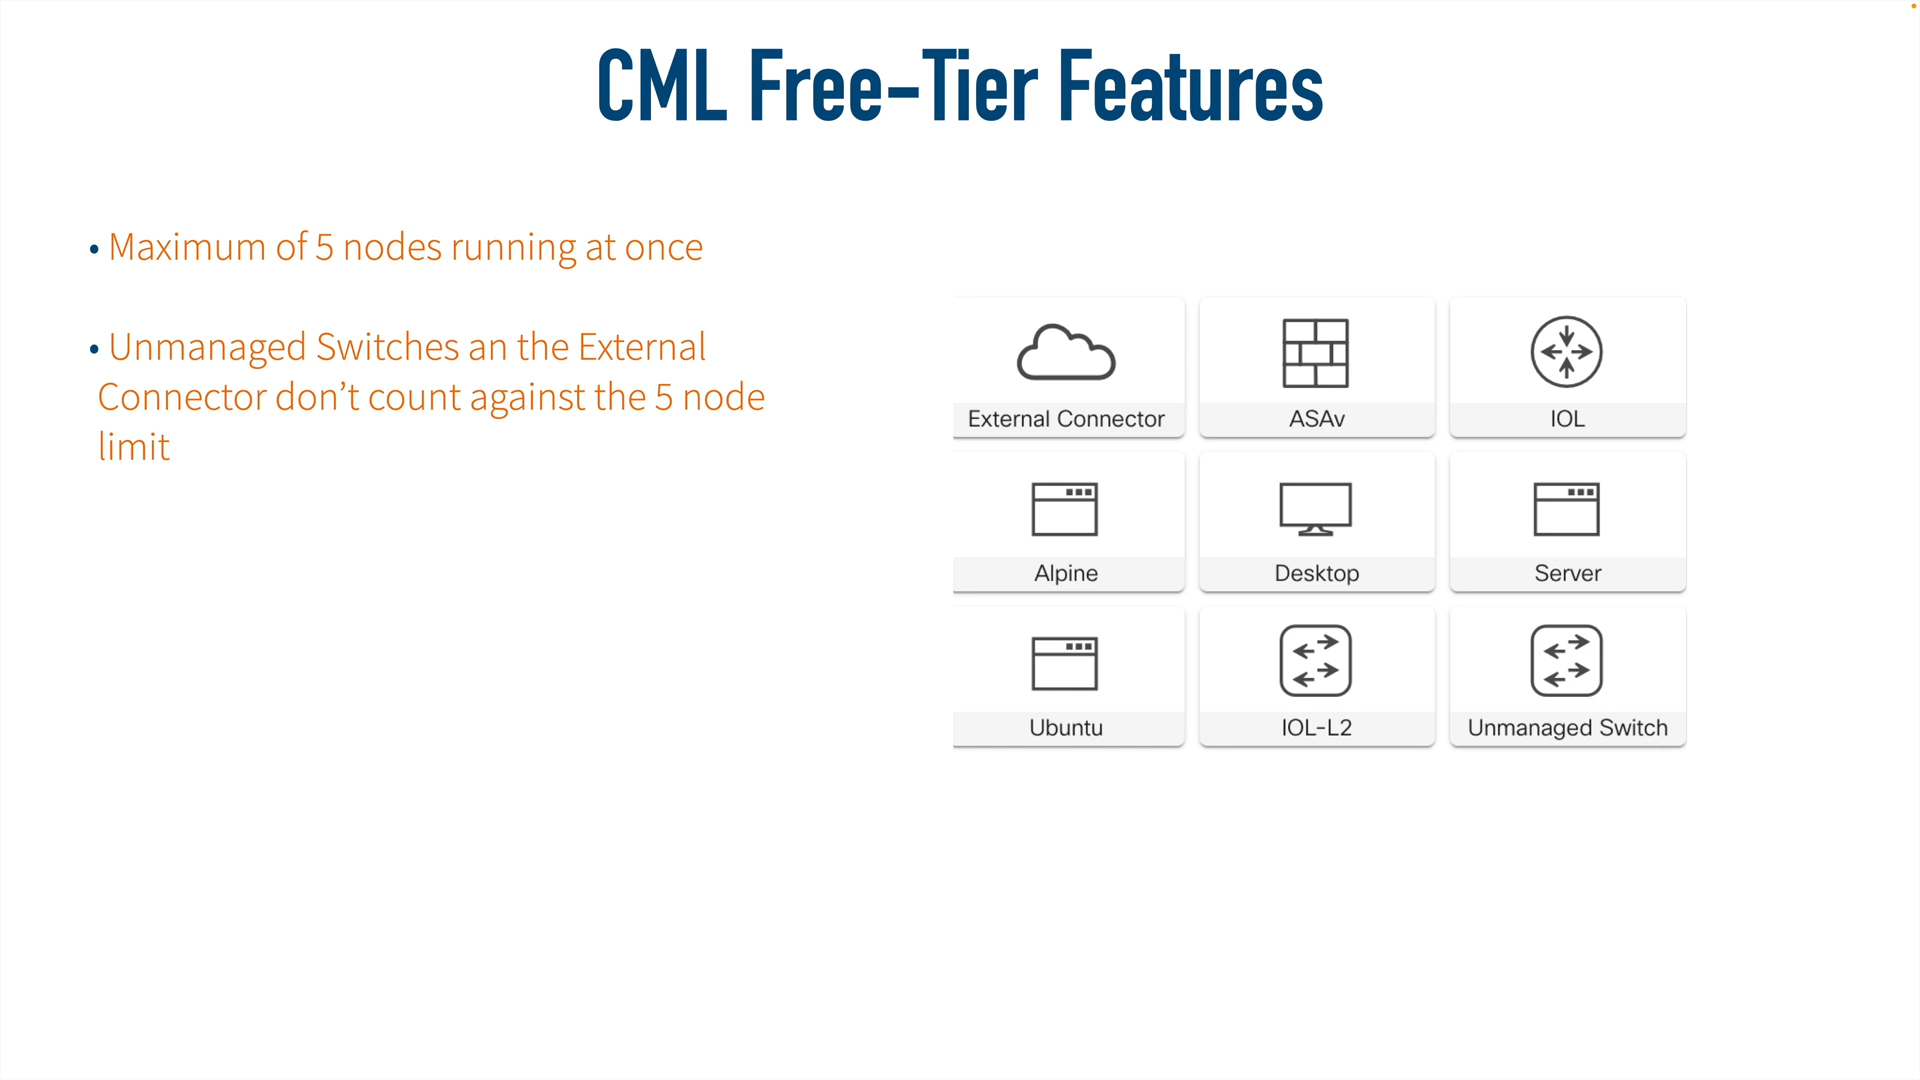 CML Free-Tier Features
• Maximum of 5 nodes running at once
• Unmanaged Switches an the External
Connector don’t count against the 5 node
limit
External Connector
ASAv
IOL
Alpine
Desktop
Server
Ubuntu
IOL-L2
Unmanaged Switch